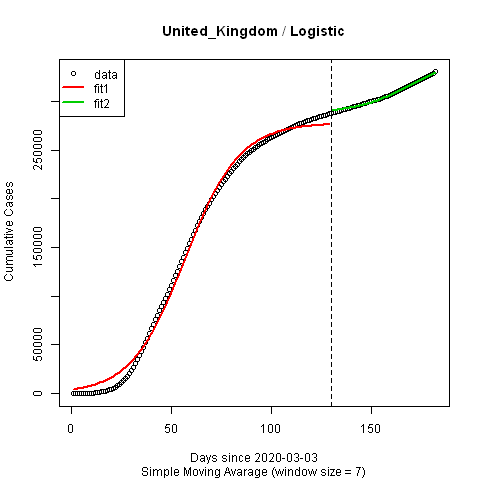 United_Kingdom / Logistic
data
fit1
fit2
Cumulative Cases
0
50000
150000
250000
0
50
100
150
Days since 2020-03-03
Simple Moving Avarage (window size = 7)